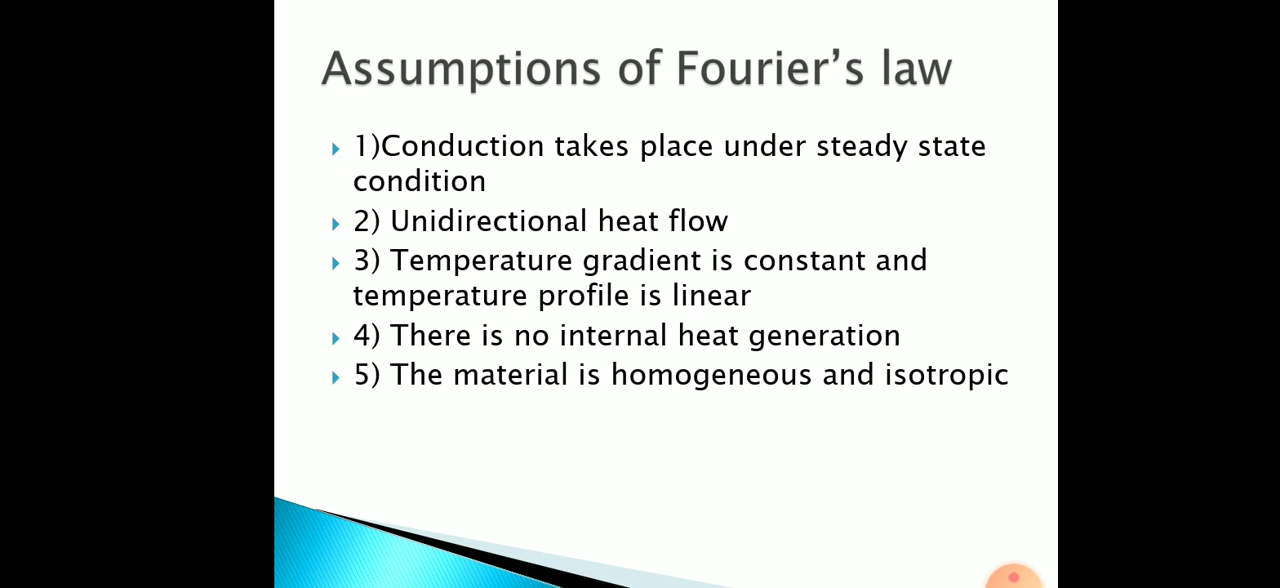 Assumptions of Fourier’s law
1)Conduction takes place under steady state
condition
2) Unidirectional heat flow
3) Temperature gradient is constant and
temperature profile is linear
4) There is no internal heat generation
5) The material is homogeneous and isotropic